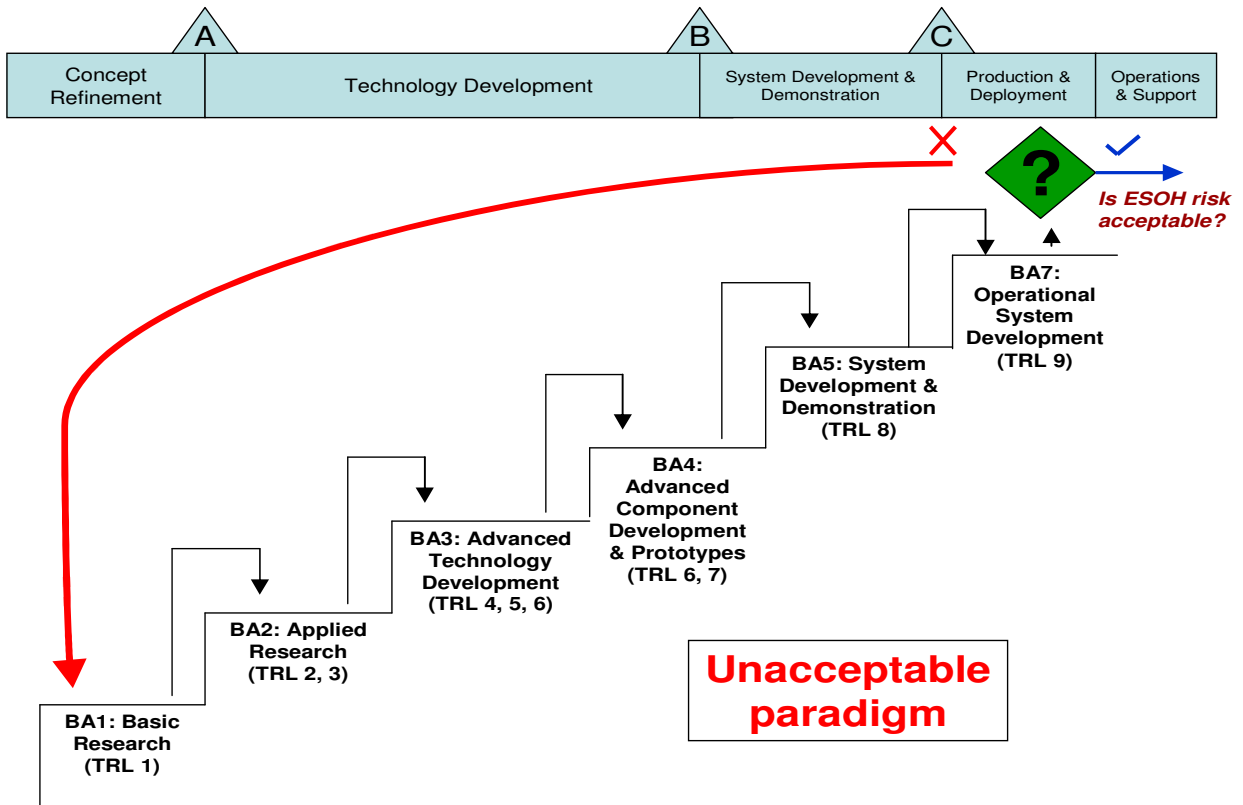 A
B
C
Concept
Refinement
Technology Development
System Development &
Demonstration
Production &
Deployment
Operations
& Support
?
Is ESOH risk
acceptable?
BA7:
Operational
System
Development
(TRL 9)
BA5: System
Development &
Demonstration
(TRL 8)
BA4:
Advanced
Component
Development
& Prototypes
(TRL 6, 7)
BA3: Advanced
Technology
Development
(TRL 4, 5, 6)
BA2: Applied
Research
(TRL 2, 3)
BA1: Basic
Research
(TRL 1)
Unacceptable
paradigm